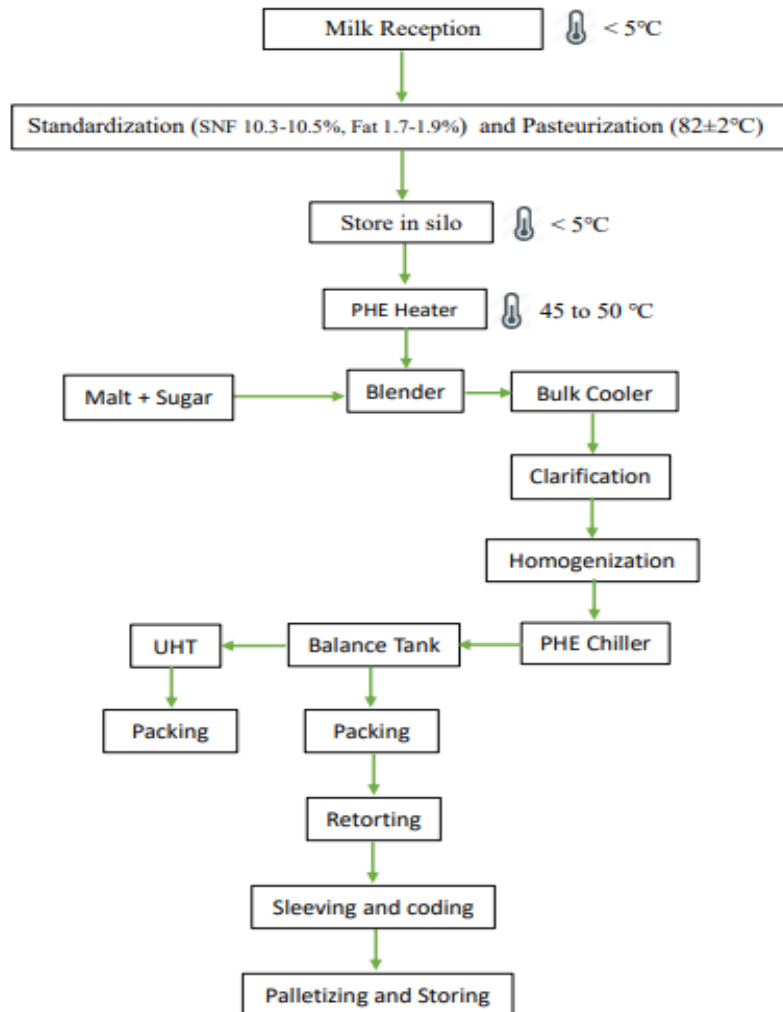 Milk Reception
< 5℃
Standardization (SNF 10.3-10.5%, Fat 1.7-1.9%) and Pasteurization (82±2℃)
Store in silo
< 5℃
PHE Heater
45 to 50 ℃
Malt + Sugar
Blender
Bulk Cooler
Clarification
Homogenization
UHT
Balance Tank
PHE Chiller
Packing
Packing
Retorting
Sleeving and coding
Palletizing and Storing